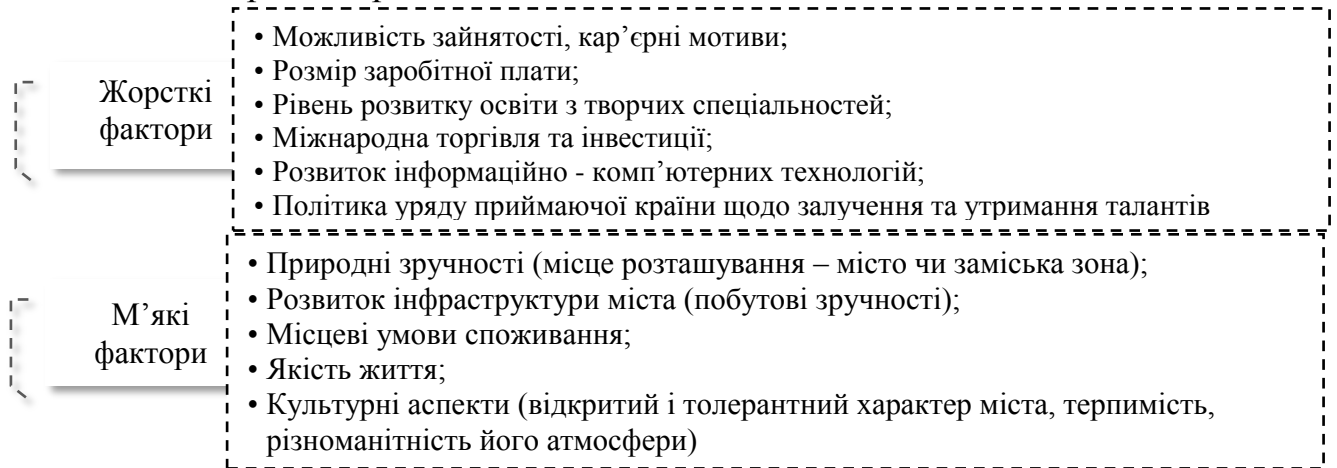 Жорсткі
фактори
• Можливість зайнятості, кар’єрні мотиви;
• Розмір заробітної плати;
• Рівень розвитку освіти з творчих спеціальностей;
• Міжнародна торгівля та інвестиції;
• Розвиток інформаційно - комп’ютерних технологій;
• Політика уряду приймаючої країни щодо залучення та утримання талантів
М’які
фактори
• Природні зручності (місце розташування – місто чи заміська зона);
• Розвиток інфраструктури міста (побутові зручності);
• Місцеві умови споживання;
• Якість життя;
• Культурні аспекти (відкритий і толерантний характер міста, терпимість,
різноманітність його атмосфери)